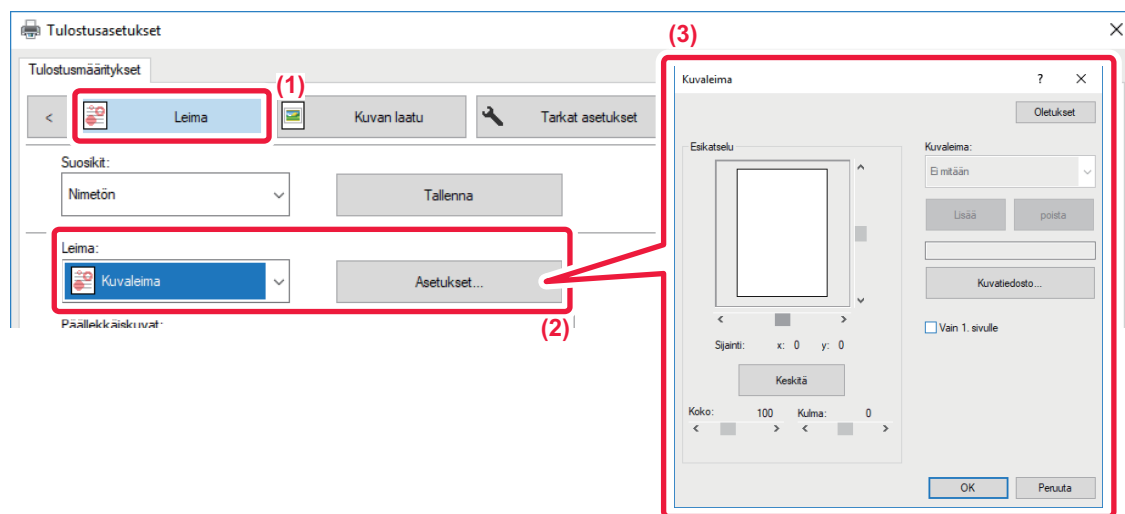 Tulostusasetukset
Tulostusmääritykset
(1)
<
Leima
Kuvan laatu
Tarkat asetukset
Suosikit:
Nimetön
Tallenna
Leima:
Kuvaleima
Asetukset...
(2)
Päällekkäiskuvat:
(3)
Kuvaleima
?
Oletukset
Esikatselu
Kuvaleima:
Ei mitään
Lisää
poista
Kuvatiedosto...
Vain 1. sivulle
Sijainti: x: 0 y: 0
Keskitä
Koko: 100 Kulma: 0
OK
Peruuta